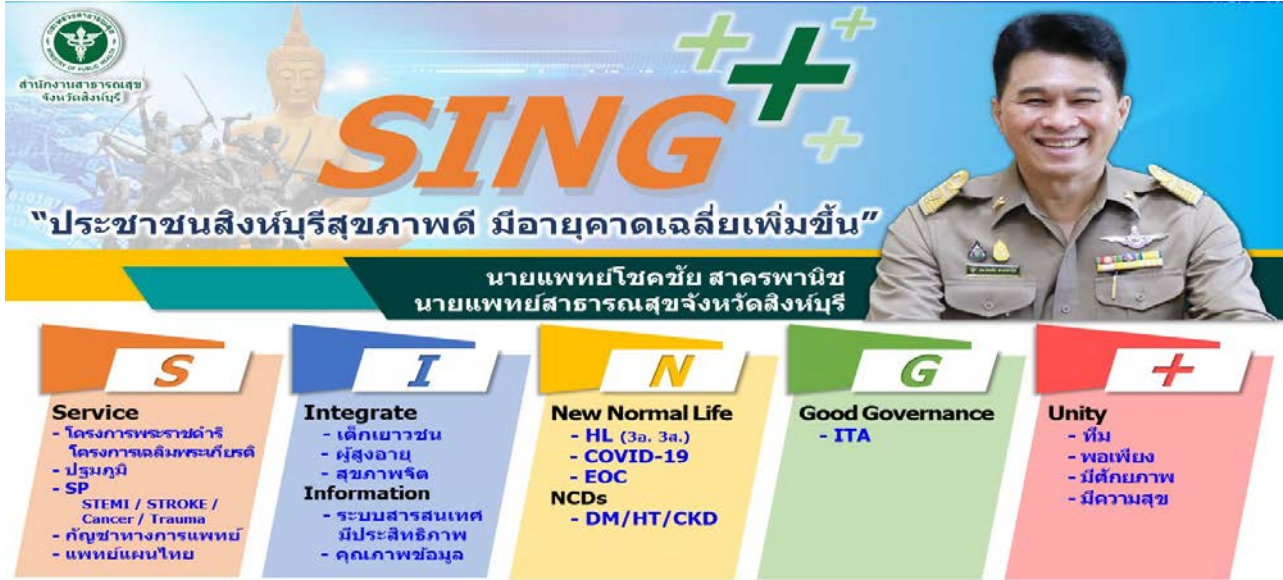 สำนักงานสาธารณสุข
จังหวัดสิงห์บุรี
SING
"ประชาชนสิงห์บุรีสุขภาพดี มีอายุคาดเฉลี่ยเพิ่มขึ้น"
นายแพทย์โชคชัย สาครพานิช
นายแพทย์สาธารณสุขจังหวัดสิงห์บุรี
S
Service
- โครงการพระราชดำริ
โครงการเฉลิมพระเกียรติ
- ปฐมภูมิ
- SP
STEMI / STROKE /
Cancer / Trauma
- กัญชาทางการแพทย์
- แพทย์แผนไทย
I
Integrate
- เด็กเยาวชน
- ผู้สูงอายุ
- สุขภาพจิต
Information
- ระบบสารสนเทศ
มีประสิทธิภาพ
- คุณภาพข้อมูล
N
New Normal Life
- HL (3อ. 3ส.)
- COVID-19
- EOC
NCDs
- DM/HT/CKD
G
Good Governance
- ITA
+
Unity
- ทีม
- พอเพียง
- มีศักยภาพ
- มีความสุข